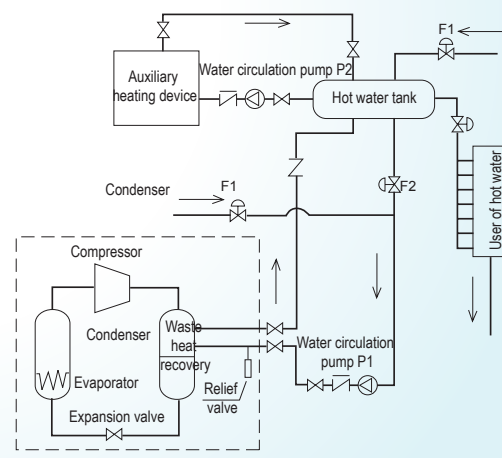 F1
Auxiliary
heating device
Water circulation pump P2
Hot water tank
Condenser
F1
F2
User of hot water
Compressor
Condenser
Waste
heat
recovery
Water circulation
pump P1
Evaporator
Relief
valve
Expansion valve